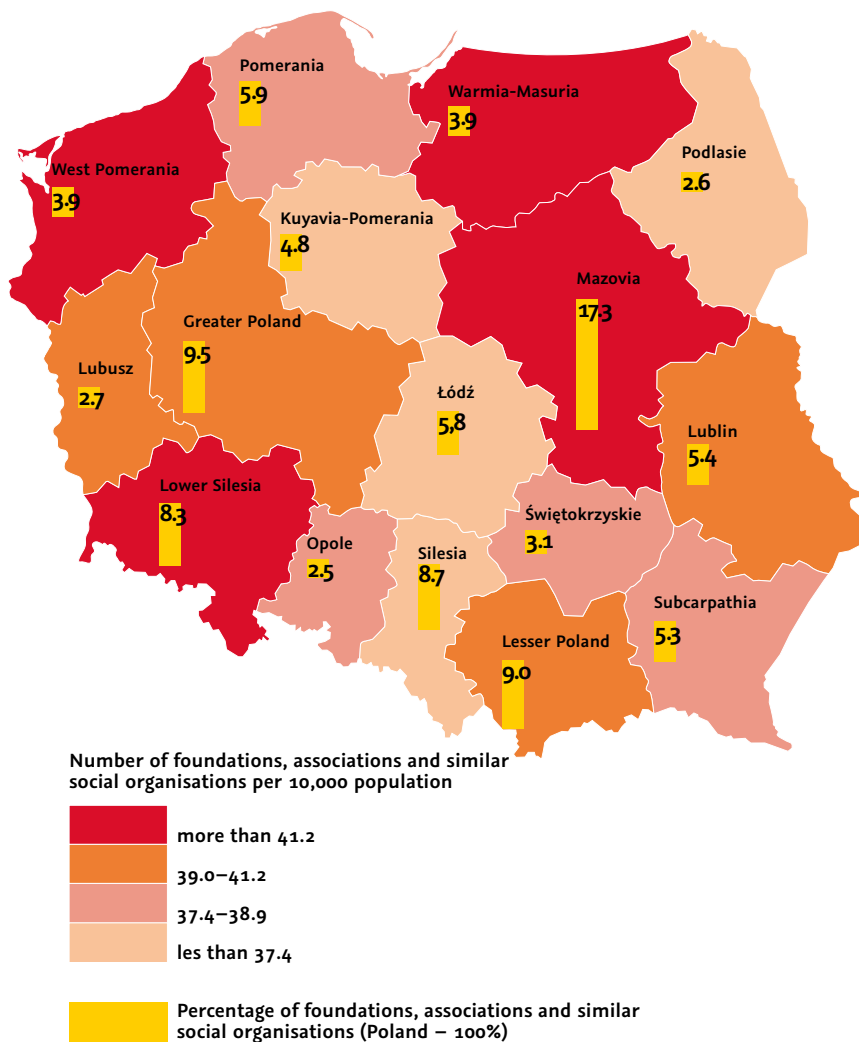 Pomerania
5.9
Warmia-Masuria
3.9
Podlasie
2.6
West Pomerania
3.9
Kuyavia-Pomerania
4.8
Mazovia
17.3
Greater Poland
9.5
Lubusz
2.7
Łódź
5,8
Lublin
5.4
Lower Silesia
8.3
Świętokrzyskie
3.1
Opole
2.5
Silesia
8.7
Subcarpathia
5.3
Lesser Poland
9.0
Number of foundations, associations and similar
social organisations per 10,000 population
more than 41.2
39.0–41.2
37.4–38.9
les than 37.4
Percentage of foundations, associations and similar
social organisations (Poland – 100%)